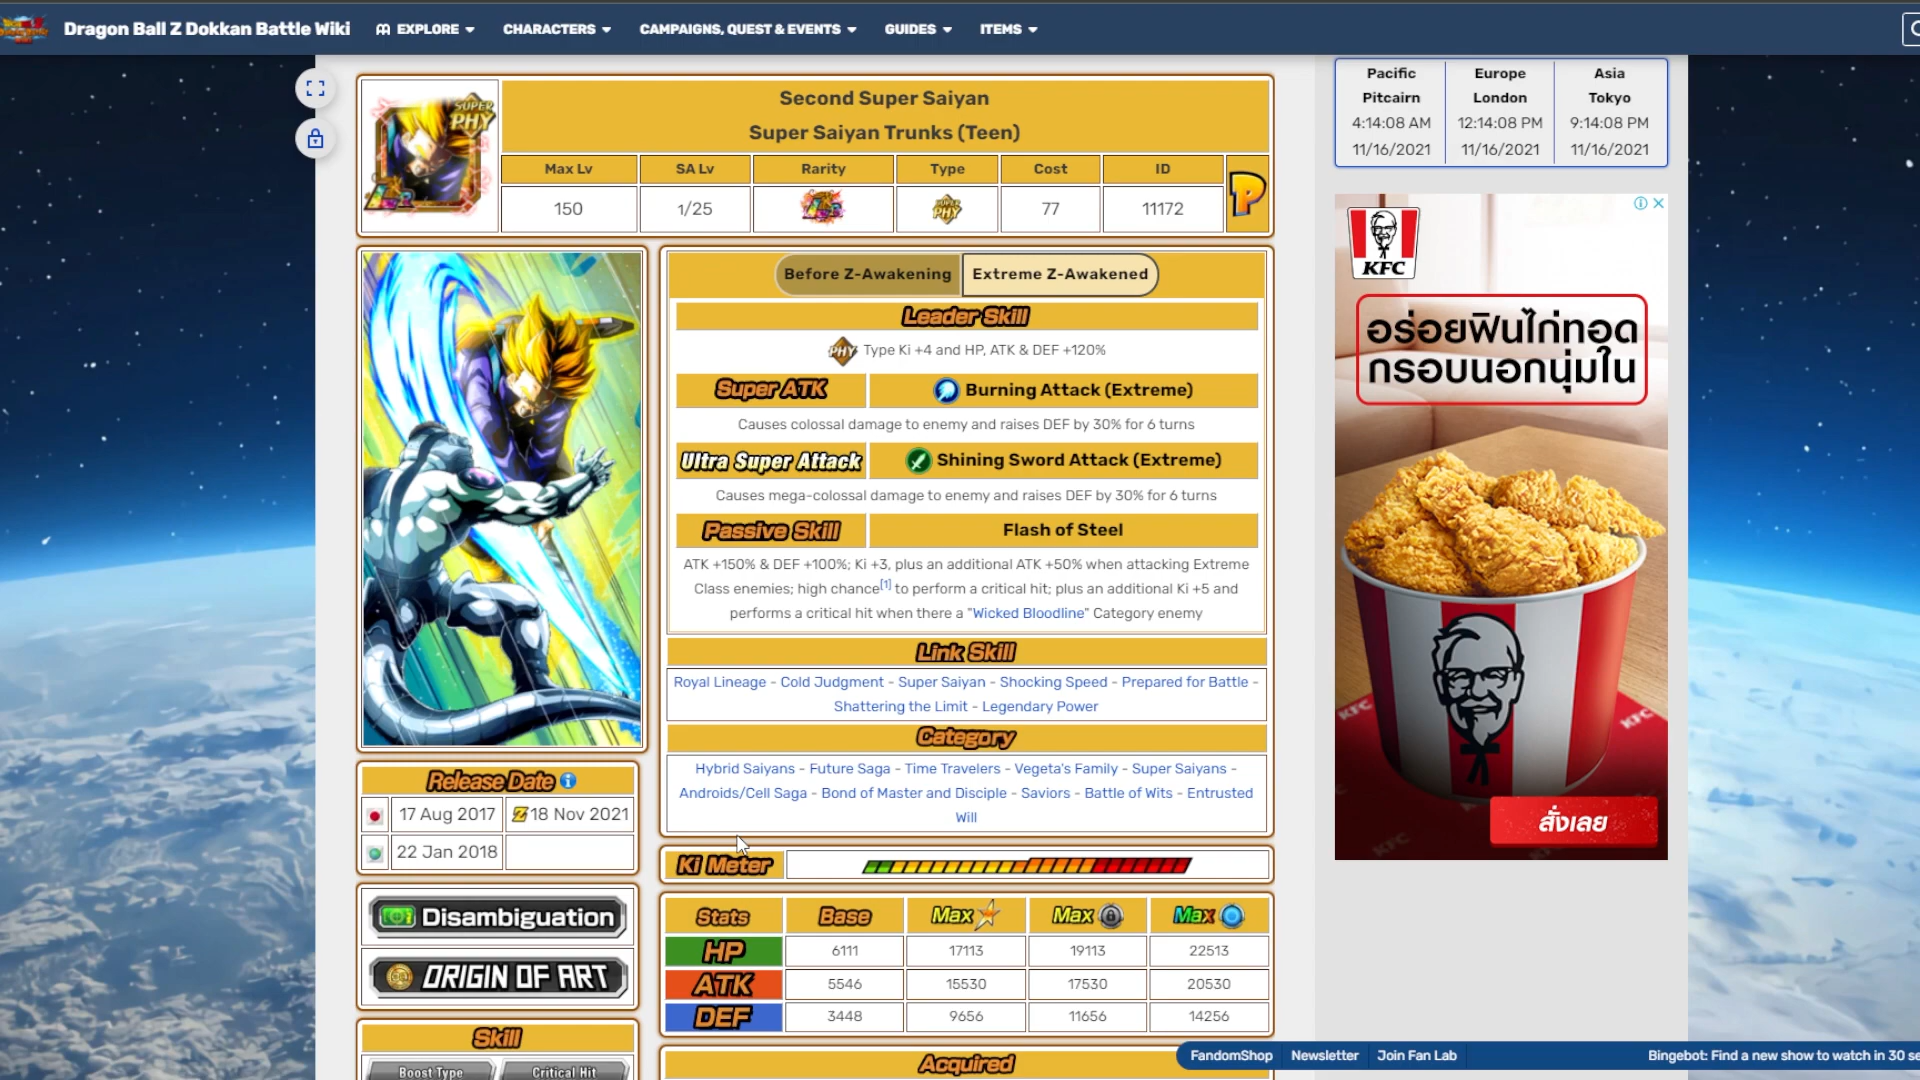 Dragon Ball Z Dokkan Battle Wiki
EXPLORE
CHARACTERS
CAMPAIGNS, QUEST & EVENTS
GUIDES
ITEMS
SUPER PHY
LR
Second Super Saiyan
Super Saiyan Trunks (Teen)
Max Lv SA Lv Rarity Type Cost ID
150 1/25 LR SUPER PHY 77 11172
P
Before Z-Awakening Extreme Z-Awakened
Leader Skill
PHY Type Ki +4 and HP, ATK & DEF +120%
Super ATK Burning Attack (Extreme)
Causes colossal damage to enemy and raises DEF by 30% for 6 turns
Ultra Super Attack Shining Sword Attack (Extreme)
Causes mega-colossal damage to enemy and raises DEF by 30% for 6 turns
Passive Skill Flash of Steel
ATK +150% & DEF +100%; Ki +3, plus an additional ATK +50% when attacking Extreme
Class enemies; high chance[1] to perform a critical hit; plus an additional Ki +5 and
performs a critical hit when there a "Wicked Bloodline" Category enemy
Link Skill
Royal Lineage - Cold Judgment - Super Saiyan - Shocking Speed - Prepared for Battle -
Shattering the Limit - Legendary Power
Category
Hybrid Saiyans - Future Saga - Time Travelers - Vegeta's Family - Super Saiyans -
Androids/Cell Saga - Bond of Master and Disciple - Saviors - Battle of Wits - Entrusted
Will
Release Date
17 Aug 2017 Z 18 Nov 2021
22 Jan 2018
Disambiguation
ORIGIN OF ART
Skill
Boost Type Critical Hit
Ki Meter
Stats Base Max Max Max
HP 6111 17113 19113 22513
ATK 5546 15530 17530 20530
DEF 3448 9656 11656 14256
Acquired
Pacific Europe Asia
Pitcairn London Tokyo
4:14:08 AM 12:14:08 PM 9:14:08 PM
11/16/2021 11/16/2021 11/16/2021
KFC
อร่อยฟินไก่ทอด
กรอบนอกนุ่มใน
KFC
KFC
สั่งเลย
FandomShop Newsletter Join Fan Lab
Bingebot: Find a new show to watch in 30 se